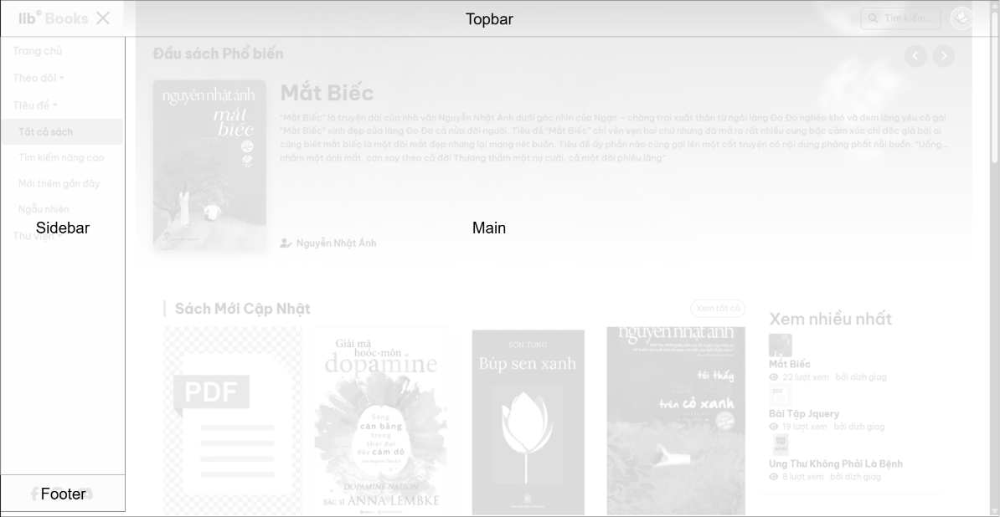 lib© Books
Topbar
Tìm kiếm...
Trang chủ
Theo dõi
Tiêu đề
Tất cả sách
Tìm kiếm nâng cao
Mới thêm gần đây
Ngẫu nhiên
Thư viện
Sidebar
Footer
Main
Đầu sách Phổ biến
nguyễn nhật ánh
mắt
biếc
Mắt Biếc
“Mắt Biếc” là truyện dài của nhà văn Nguyễn Nhật Ánh dưới góc nhìn của Ngạn – chàng trai xuất thân từ ngôi làng Đo Đo nghèo khó và đem lòng yêu cô gái
“Mắt Biếc” xinh đẹp của làng Đo Đo cả nửa đời người. Tiêu đề “Mắt Biếc” chỉ vẻn vẹn hai chữ nhưng đã mở ra rất nhiều cung bậc cảm xúc chỉ độc giả bởi ai
cũng biết mắt biếc là một đôi mắt đẹp nhưng lại mang nét buồn. Tiêu đề ấy phần nào cũng gợi lên một cốt truyện có nội dung phảng phất nỗi buồn. “Uống...
nhầm một ánh mắt, cơn say theo cả đời Thương thầm một nụ cười, cả một đời phiêu lãng”
Nguyễn Nhật Ánh
Sách Mới Cập Nhật
Xem tất cả
PDF
Giải mã
hoóc-môn
dopamine
Sống
cân bằng
trong
thời đại
đầy cám dỗ
DOPAMINE NATION
BÁC SĨ ANNA LEMBKE
SƠN TÙNG
Búp sen xanh
nguyễn nhật ánh
tôi thấy
hoa vàng
trên cỏ xanh
Xem nhiều nhất
Mắt Biếc
22 lượt xem · bởi dizh giag
Bài Tập Jquery
19 lượt xem · bởi dizh giag
Ung Thư Không Phải Là Bệnh
6 lượt xem · bởi dizh giag